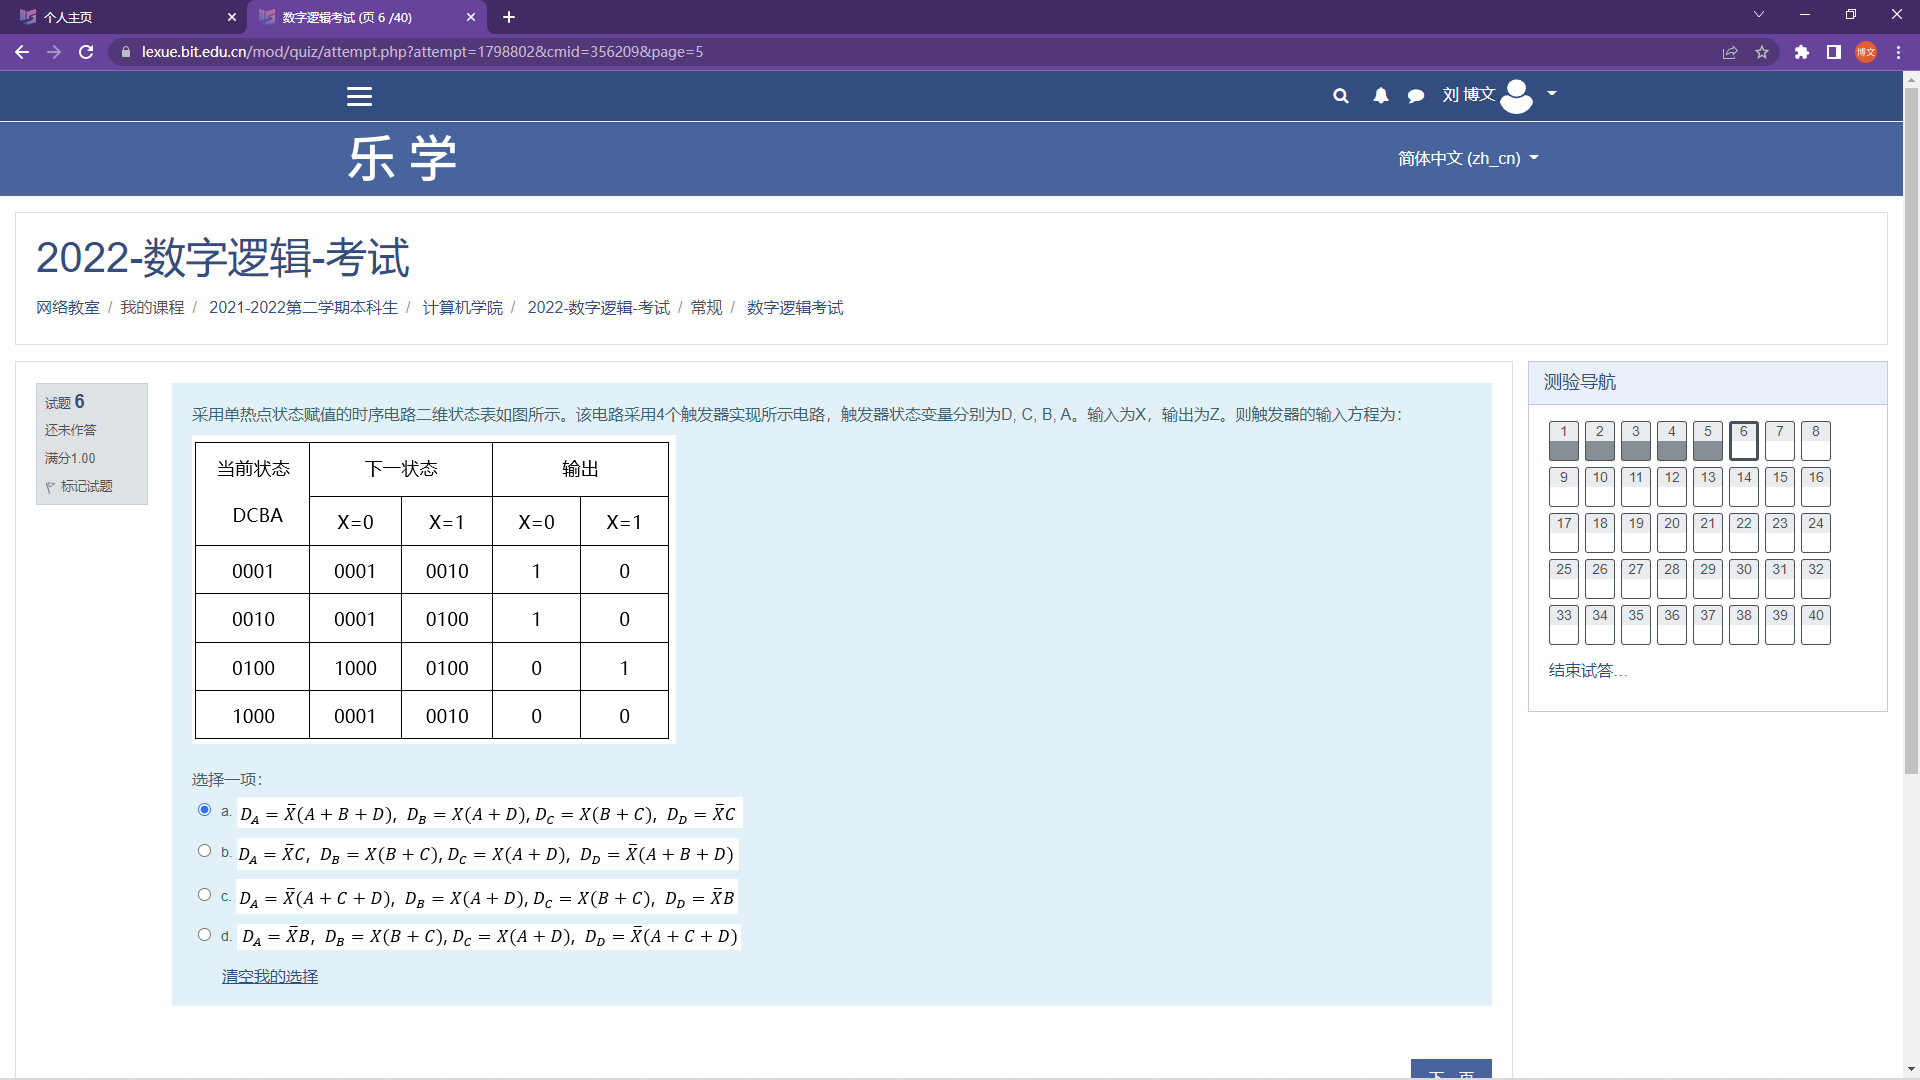 个人主页
数字逻辑考试 (页 6 /40)
lexue.bit.edu.cn/mod/quiz/attempt.php?attempt=1798802&cmid=356209&page=5
博文
刘 博文
乐 学
简体中文 (zh_cn)
2022-数字逻辑-考试
网络教室 / 我的课程 / 2021-2022第二学期本科生 / 计算机学院 / 2022-数字逻辑-考试 / 常规 / 数字逻辑考试
试题 6
还未作答
满分1.00
标记试题
采用单热点状态赋值的时序电路二维状态表如图所示。该电路采用4个触发器实现所示电路，触发器状态变量分别为D, C, B, A。输入为X，输出为Z。则触发器的输入方程为：
当前状态 下一状态 输出
DCBA X=0 X=1 X=0 X=1
0001 0001 0010 1 0
0010 0001 0100 1 0
0100 1000 0100 0 1
1000 0001 0010 0 0
选择一项：
a. D_A = X̄(A + B + D), D_B = X(A + D), D_C = X(B + C), D_D = X̄C
b. D_A = X̄C, D_B = X(B + C), D_C = X(A + D), D_D = X̄(A + B + D)
c. D_A = X̄(A + C + D), D_B = X(A + D), D_C = X(B + C), D_D = X̄B
d. D_A = X̄B, D_B = X(B + C), D_C = X(A + D), D_D = X̄(A + C + D)
清空我的选择
下一页
测验导航
1 2 3 4 5 6 7 8
9 10 11 12 13 14 15 16
17 18 19 20 21 22 23 24
25 26 27 28 29 30 31 32
33 34 35 36 37 38 39 40
结束试答...